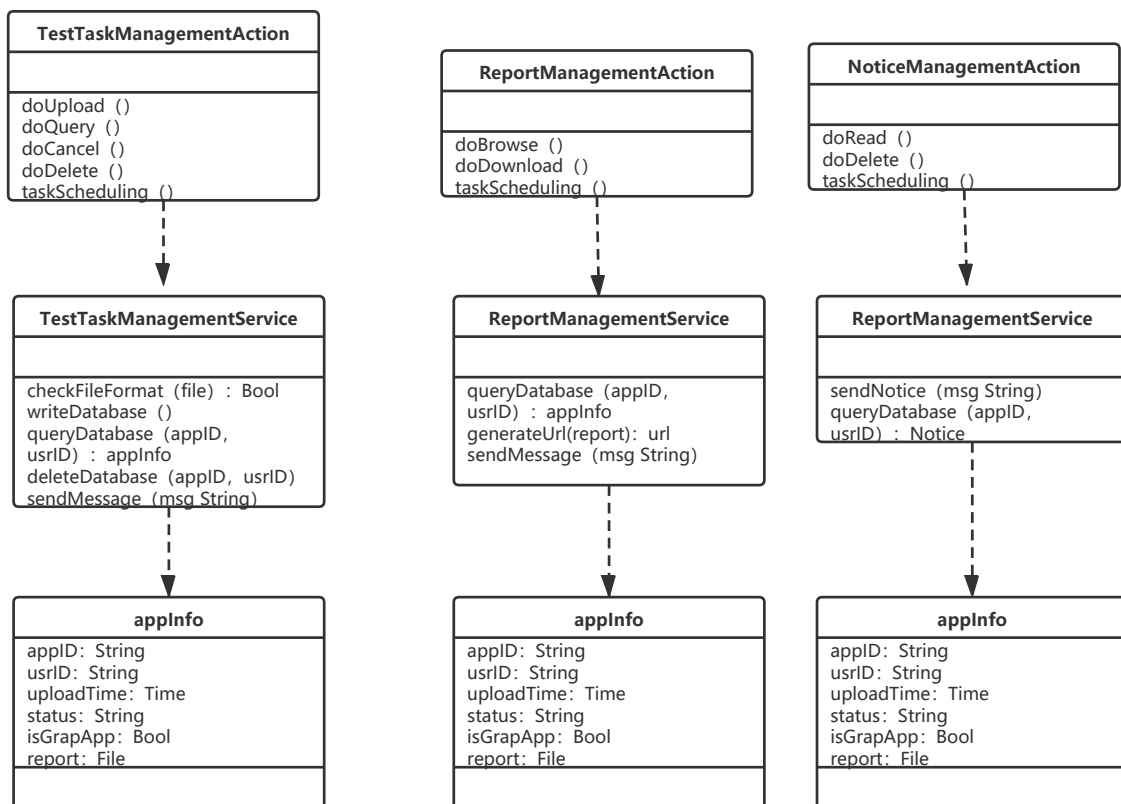 TestTaskManagementAction
doUpload（）
doQuery（）
doCancel（）
doDelete（）
taskScheduling（）
ReportManagementAction
doBrowse（）
doDownload（）
taskScheduling（）
NoticeManagementAction
doRead（）
doDelete（）
taskScheduling（）
TestTaskManagementService
checkFileFormat（file）：Bool
writeDatabase（）
queryDatabase（appID，
usrID）：appInfo
deleteDatabase（appID，usrID）
sendMessage（msg String）
ReportManagementService
queryDatabase（appID，
usrID）：appInfo
generateUrl(report)：url
sendMessage（msg String）
ReportManagementService
sendNotice（msg String）
queryDatabase（appID，
usrID）：Notice
appInfo
appID：String
usrID：String
uploadTime：Time
status：String
isGrapApp：Bool
report：File
appInfo
appID：String
usrID：String
uploadTime：Time
status：String
isGrapApp：Bool
report：File
appInfo
appID：String
usrID：String
uploadTime：Time
status：String
isGrapApp：Bool
report：File